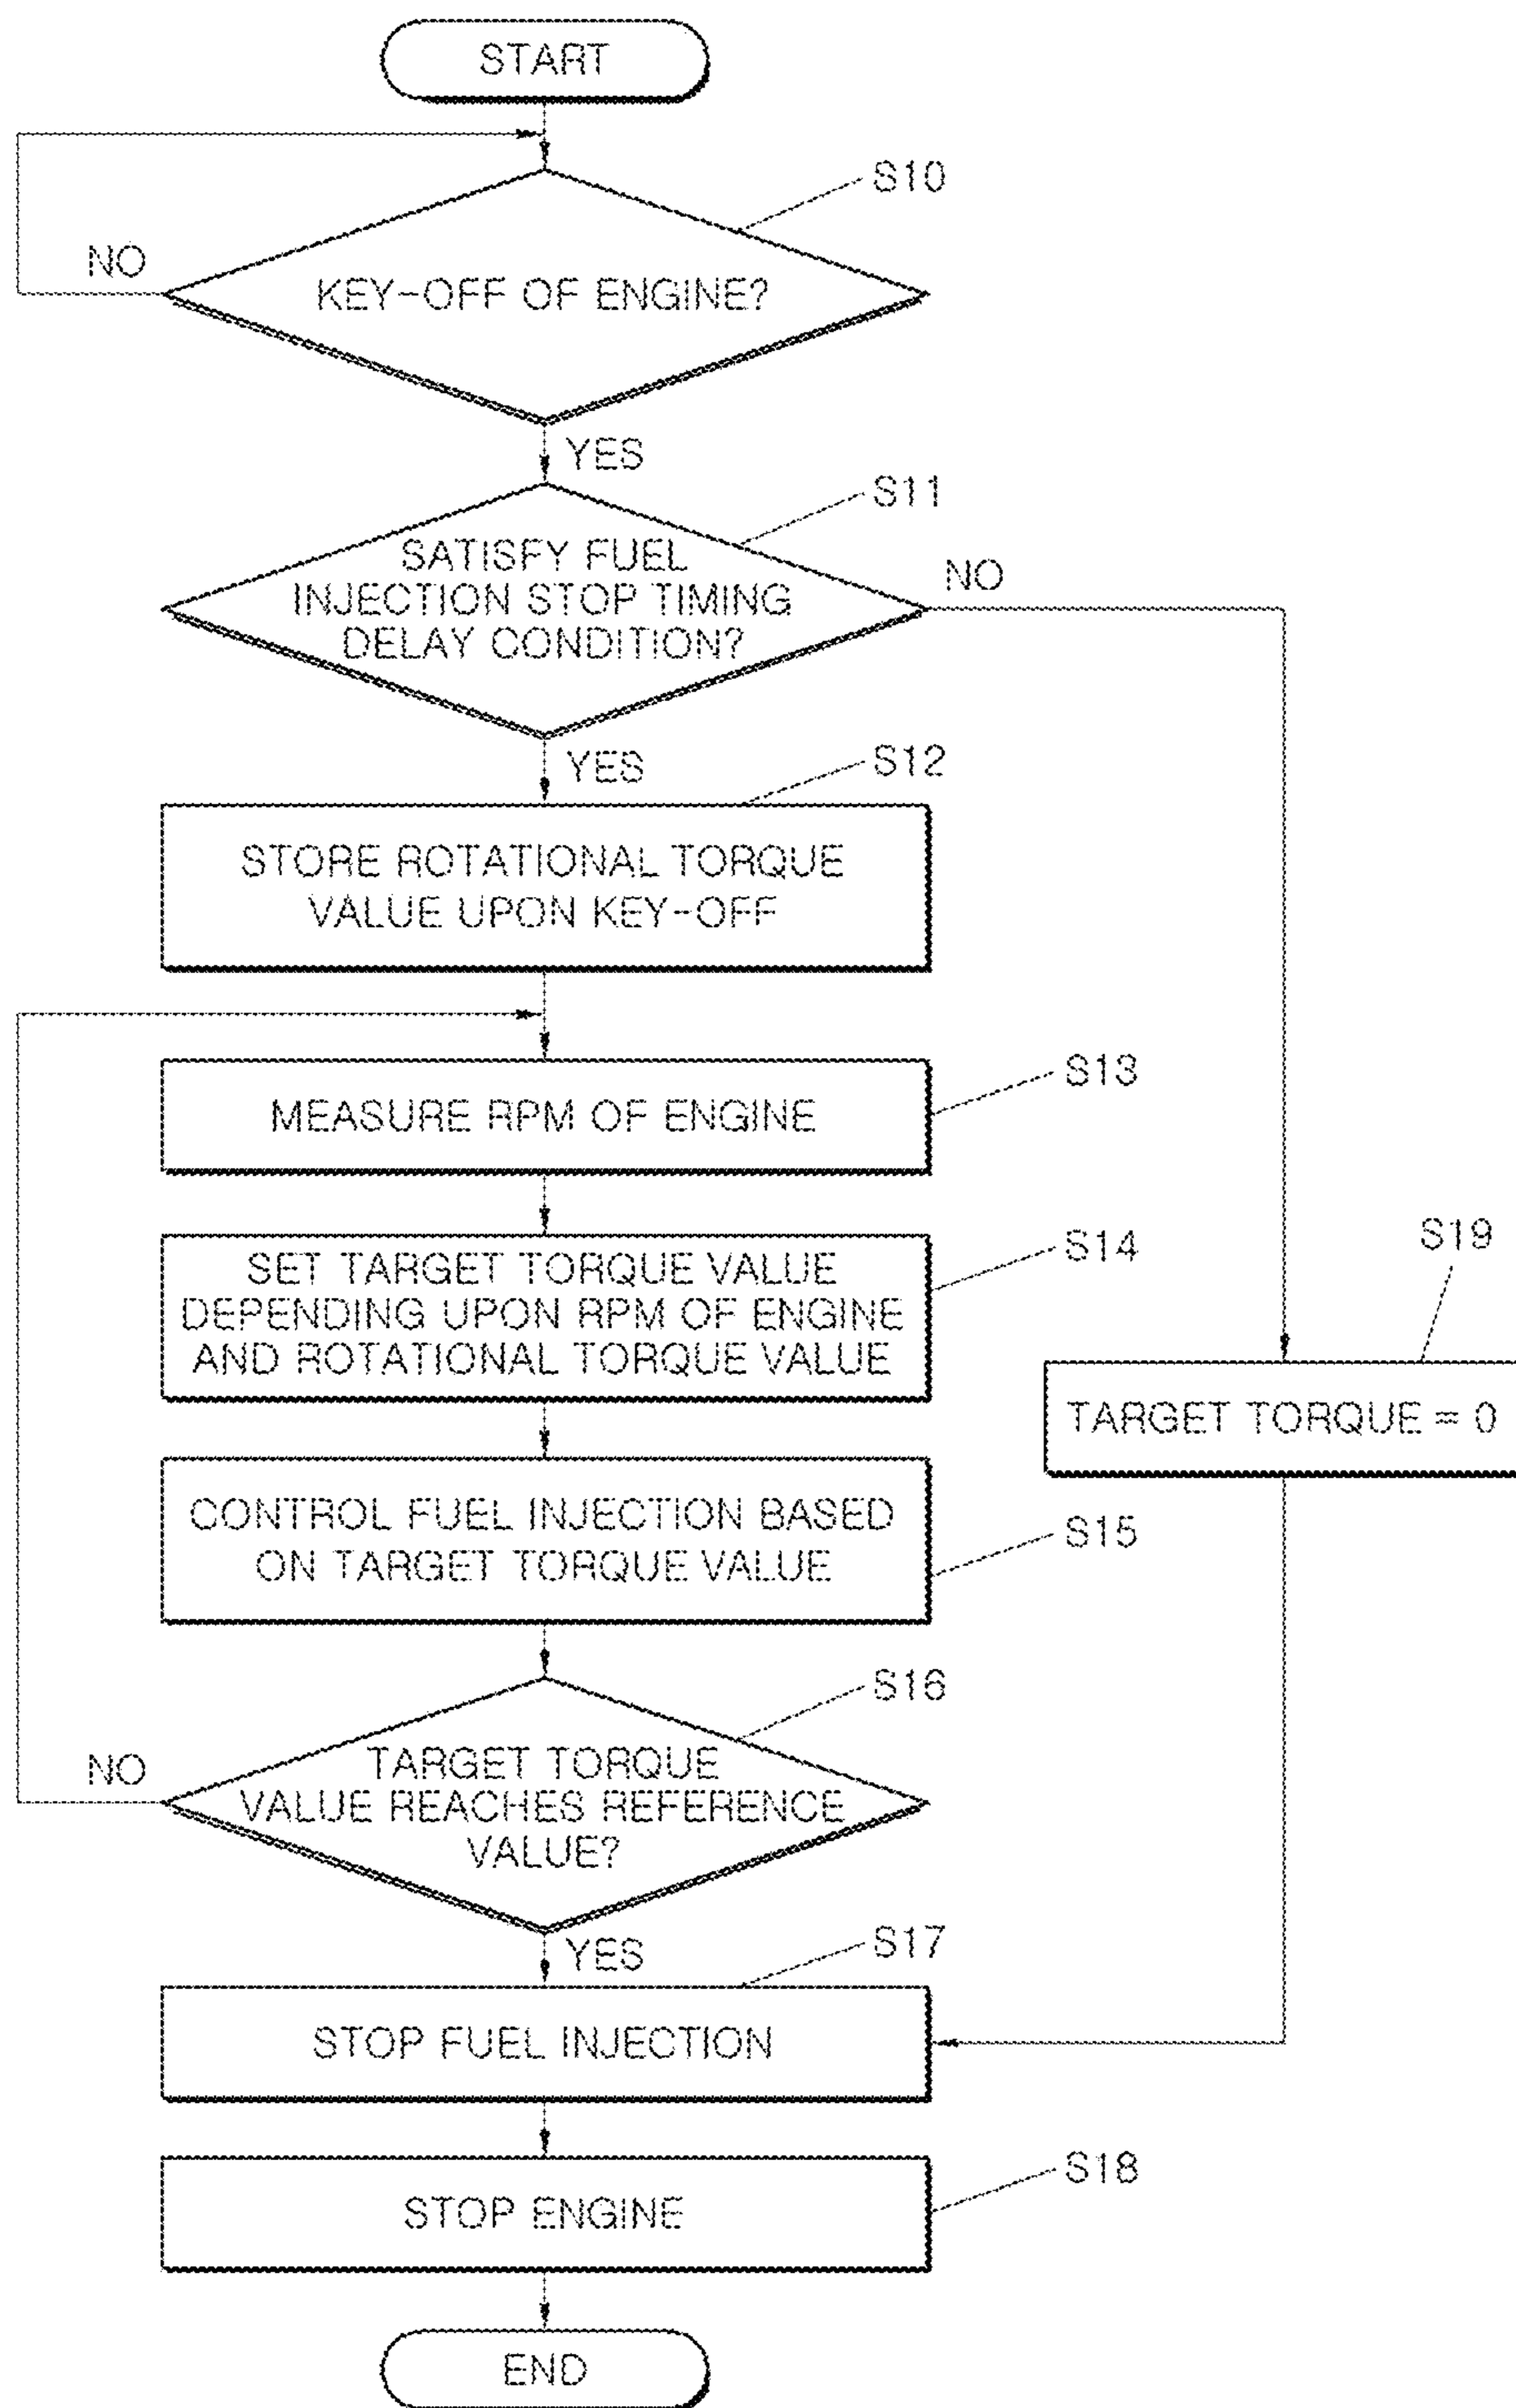 START
S10
NO
KEY-OFF OF ENGINE?
YES
S11
SATISFY FUEL
INJECTION STOP TIMING
DELAY CONDITION?
NO
YES
S12
STORE ROTATIONAL TORQUE
VALUE UPON KEY-OFF
S13
MEASURE RPM OF ENGINE
S14
SET TARGET TORQUE VALUE
DEPENDING UPON RPM OF ENGINE
AND ROTATIONAL TORQUE VALUE
S19
TARGET TORQUE = 0
CONTROL FUEL INJECTION BASED
ON TARGET TORQUE VALUE
S15
S16
NO
TARGET TORQUE
VALUE REACHES REFERENCE
VALUE?
YES
S17
STOP FUEL INJECTION
S18
STOP ENGINE
END